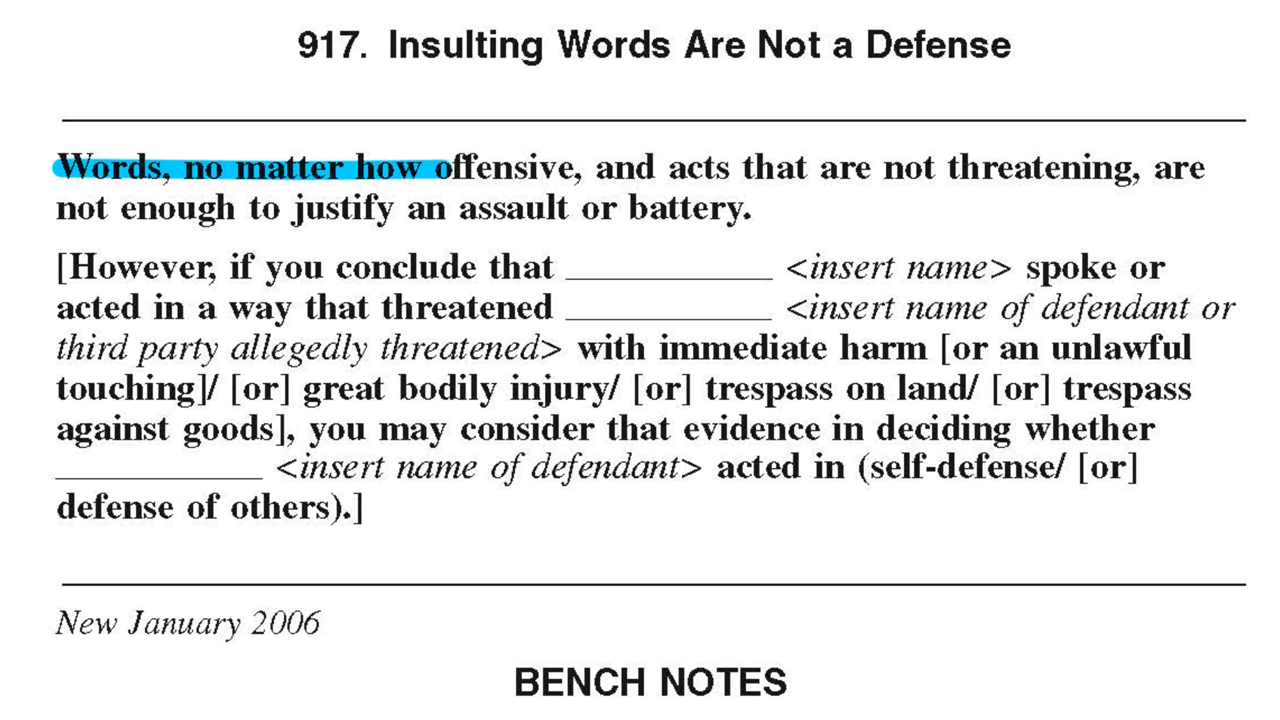 917. Insulting Words Are Not a Defense
Words, no matter how offensive, and acts that are not threatening, are
not enough to justify an assault or battery.
[However, if you conclude that __________ <insert name> spoke or
acted in a way that threatened __________ <insert name of defendant or
third party allegedly threatened> with immediate harm [or an unlawful
touching]/ [or] great bodily injury/ [or] trespass on land/ [or] trespass
against goods], you may consider that evidence in deciding whether
__________ <insert name of defendant> acted in (self-defense/ [or]
defense of others).]
New January 2006
BENCH NOTES